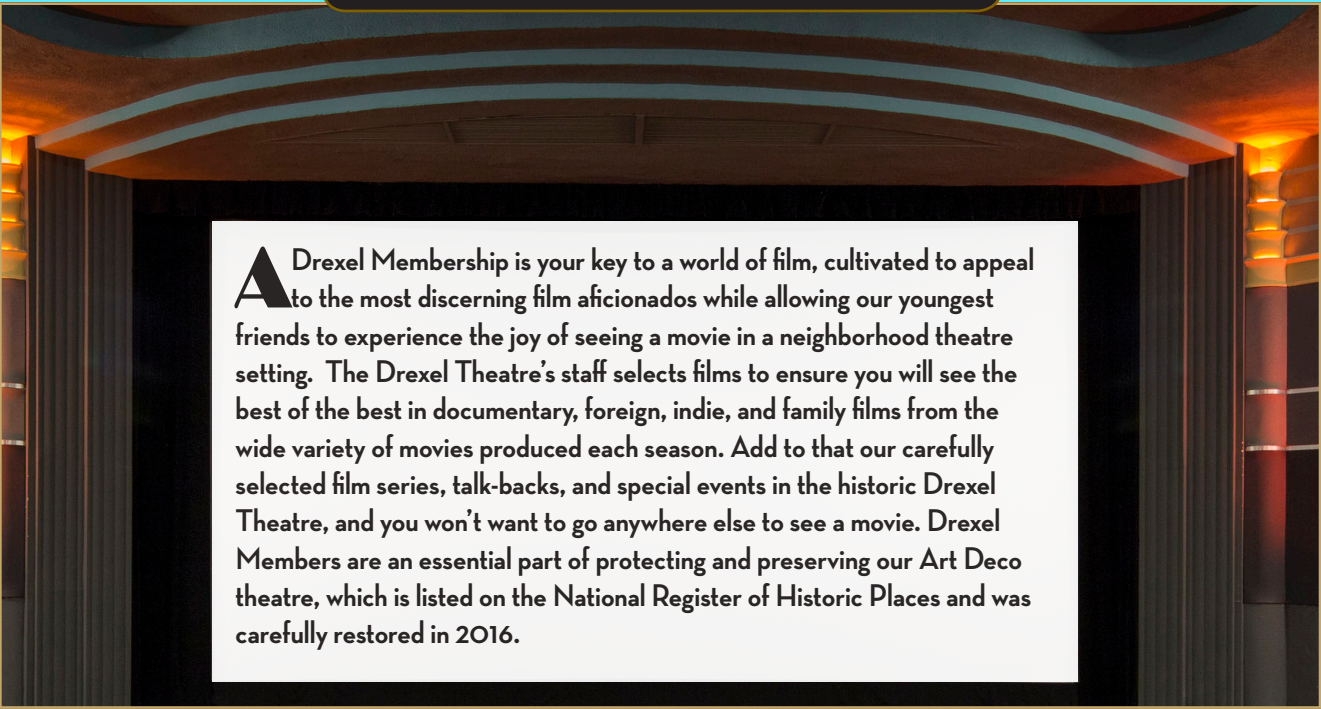 A Drexel Membership is your key to a world of film, cultivated to appeal
to the most discerning film aficionados while allowing our youngest
friends to experience the joy of seeing a movie in a neighborhood theatre
setting.  The Drexel Theatre’s staff selects films to ensure you will see the
best of the best in documentary, foreign, indie, and family films from the
wide variety of movies produced each season. Add to that our carefully
selected film series, talk-backs, and special events in the historic Drexel
Theatre, and you won’t want to go anywhere else to see a movie. Drexel
Members are an essential part of protecting and preserving our Art Deco
theatre, which is listed on the National Register of Historic Places and was
carefully restored in 2016.